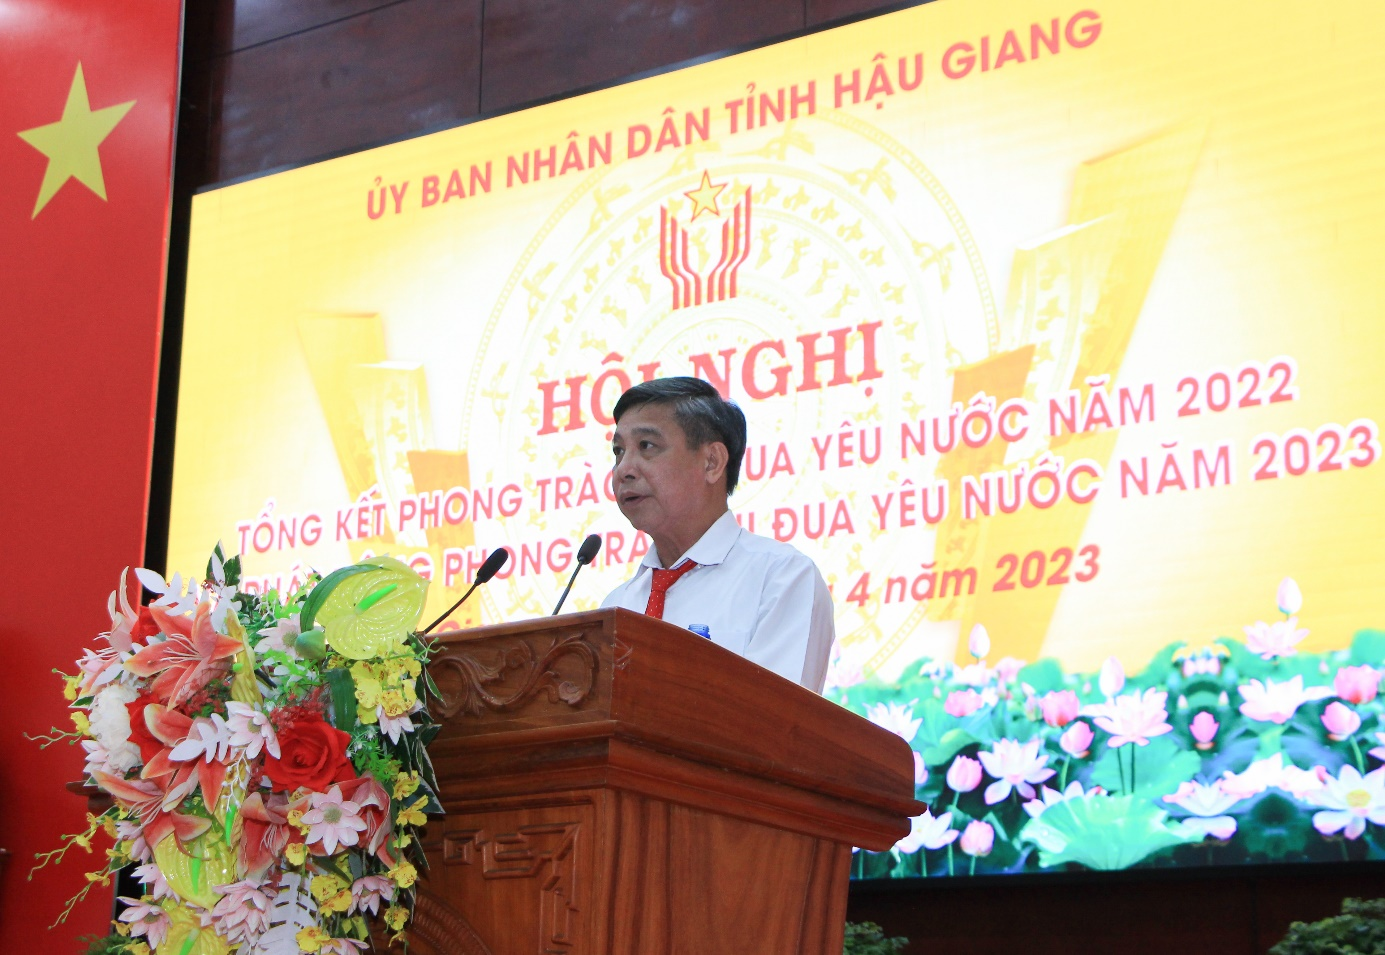 ỦY BAN NHÂN DÂN TỈNH HẬU GIANG
HỘI NGHỊ
TỔNG KẾT PHONG TRÀO ĐUA YÊU NƯỚC NĂM 2022
PHONG ĐUA YÊU NƯỚC NĂM 2023
4 năm 2023